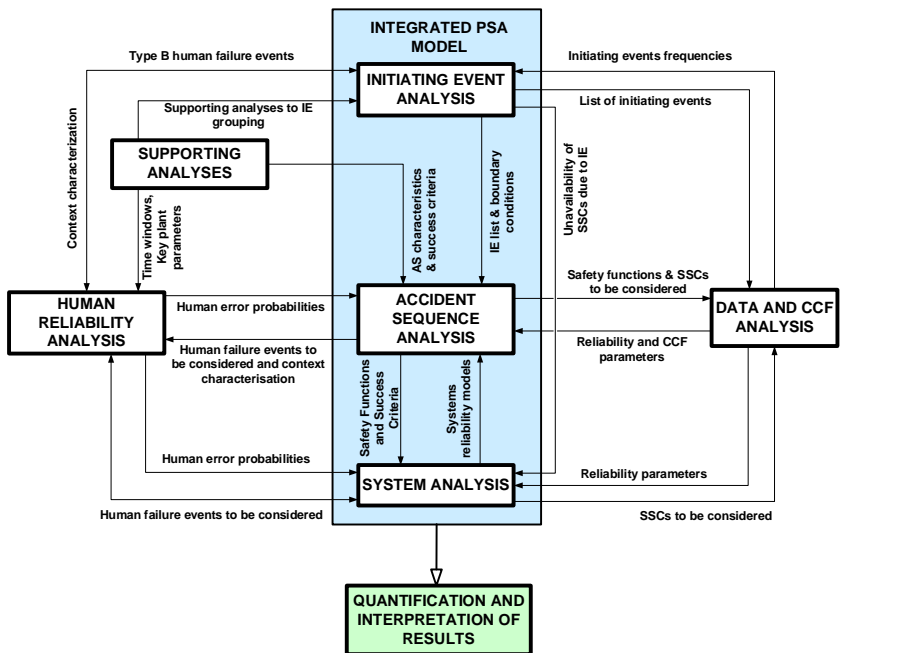 INTEGRATED PSA
MODEL
Type B human failure events
Initiating events frequencies
INITIATING EVENT
ANALYSIS
List of initiating events
Supporting analyses to IE
grouping
SUPPORTING
ANALYSES
Context characterization
Time windows,
Key plant
parameters
AS characteristics
& success criteria
IE list & boundary
conditions
Unavailability of
SSCs due to IE
HUMAN
RELIABILITY
ANALYSIS
Human error probabilities
ACCIDENT
SEQUENCE
ANALYSIS
Safety functions & SSCs
to be considered
DATA AND CCF
ANALYSIS
Human failure events to
be considered and context
characterisation
Reliability and CCF
parameters
Safety Functions
and Success
Criteria
Systems
reliability models
Human error probabilities
SYSTEM ANALYSIS
Reliability parameters
Human failure events to be considered
SSCs to be considered
QUANTIFICATION AND
INTERPRETATION OF
RESULTS